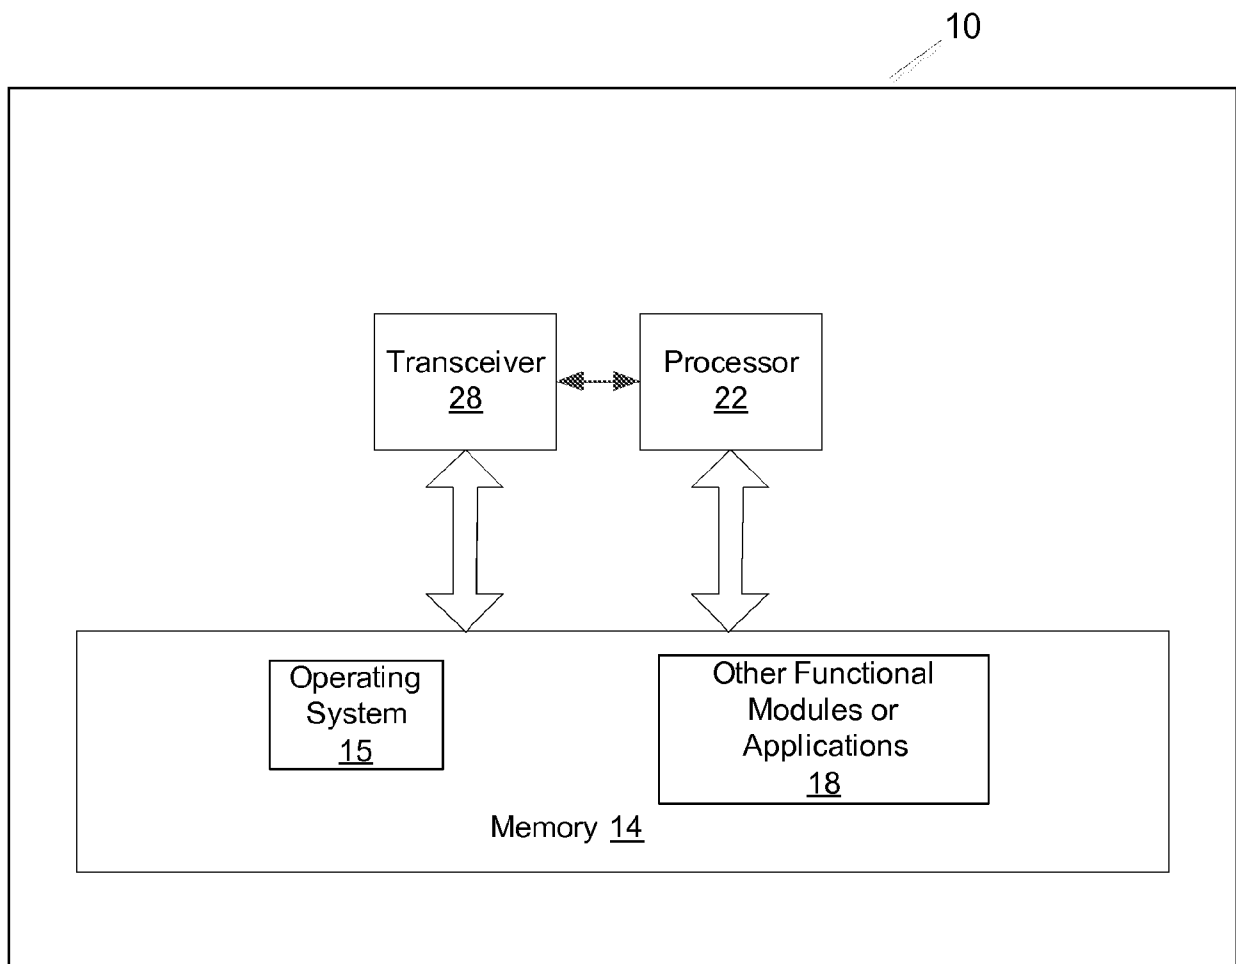 10
Transceiver
28
Processor
22
Operating
System
15
Other Functional
Modules or
Applications
18
Memory 14